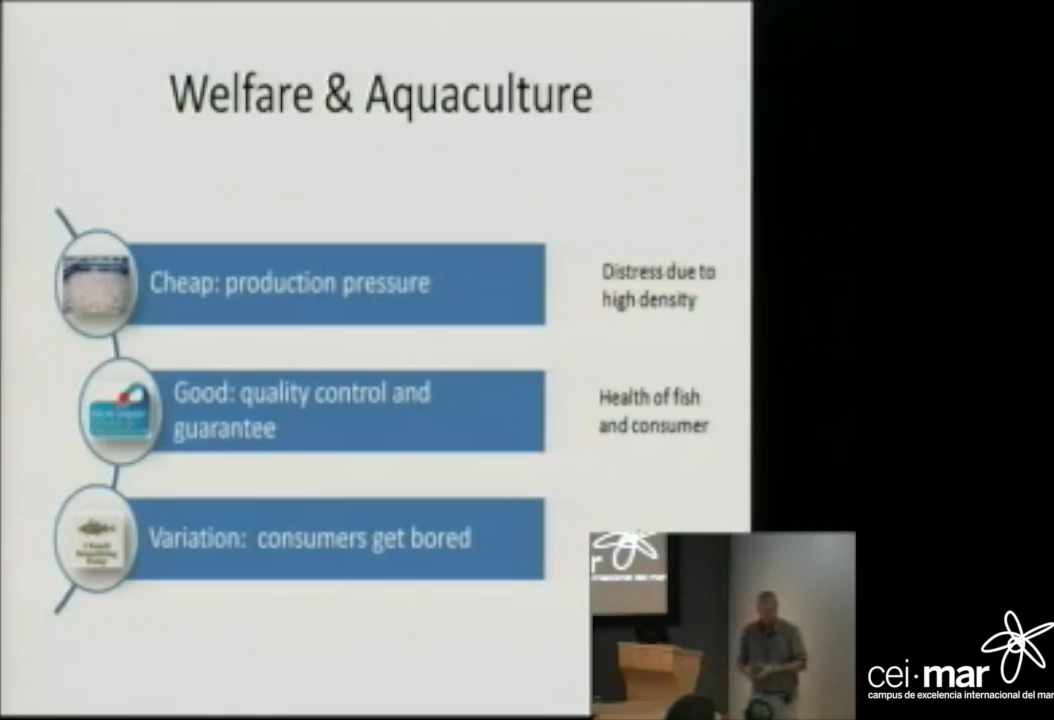 Welfare & Aquaculture
Cheap: production pressure
Distress due to
high density
Good: quality control and
guarantee
Health of fish
and consumer
Variation: consumers get bored
cei·mar
campus de excelencia internacional del mar